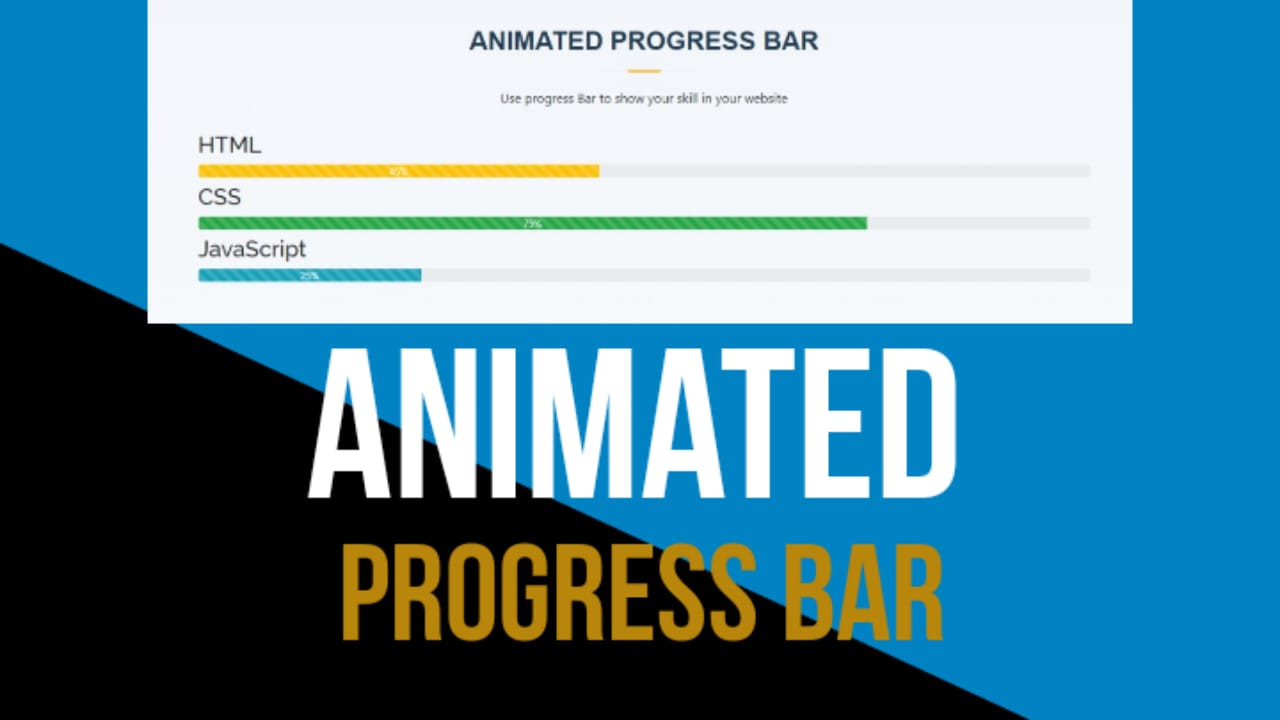 ANIMATED PROGRESS BAR
Use progress Bar to show your skill in your website
HTML
45%
CSS
75%
JavaScript
25%
ANIMATED
PROGRESS BAR